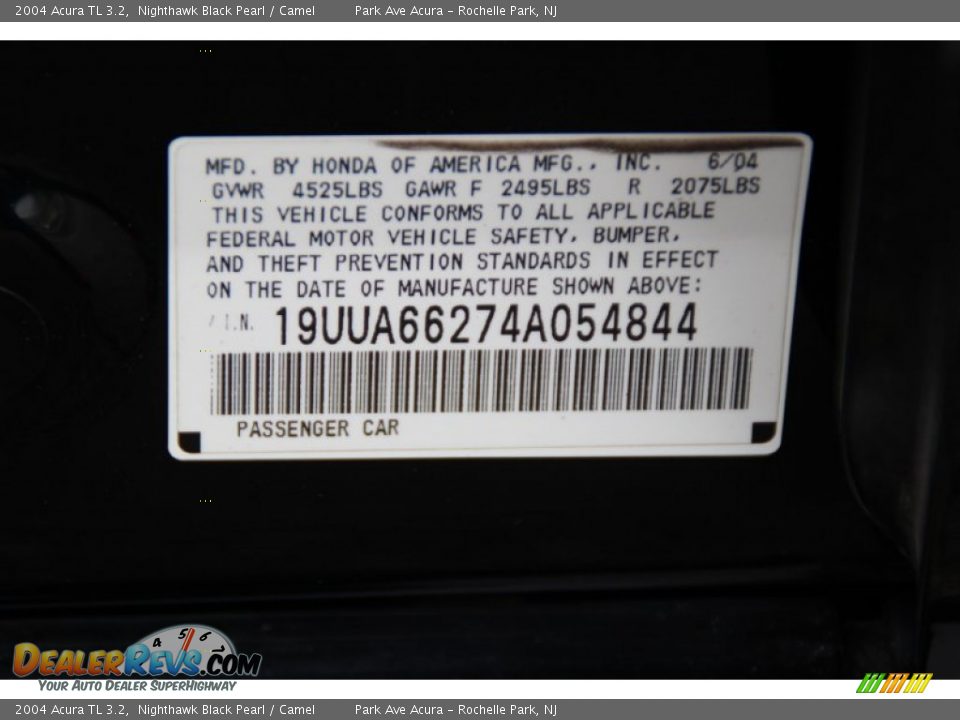 2004 Acura TL 3.2, Nighthawk Black Pearl / Camel Park Ave Acura - Rochelle Park, NJ
MFD. BY HONDA OF AMERICA MFG., INC. 6/04
GVWR 4525LBS GAWR F 2495LBS R 2075LBS
THIS VEHICLE CONFORMS TO ALL APPLICABLE
FEDERAL MOTOR VEHICLE SAFETY, BUMPER,
AND THEFT PREVENTION STANDARDS IN EFFECT
ON THE DATE OF MANUFACTURE SHOWN ABOVE:
I.N. 19UUA66274A054844
PASSENGER CAR
4 5 6
DEALERREVS.COM
YOUR AUTO DEALER SUPERHIGHWAY
2004 Acura TL 3.2, Nighthawk Black Pearl / Camel Park Ave Acura - Rochelle Park, NJ